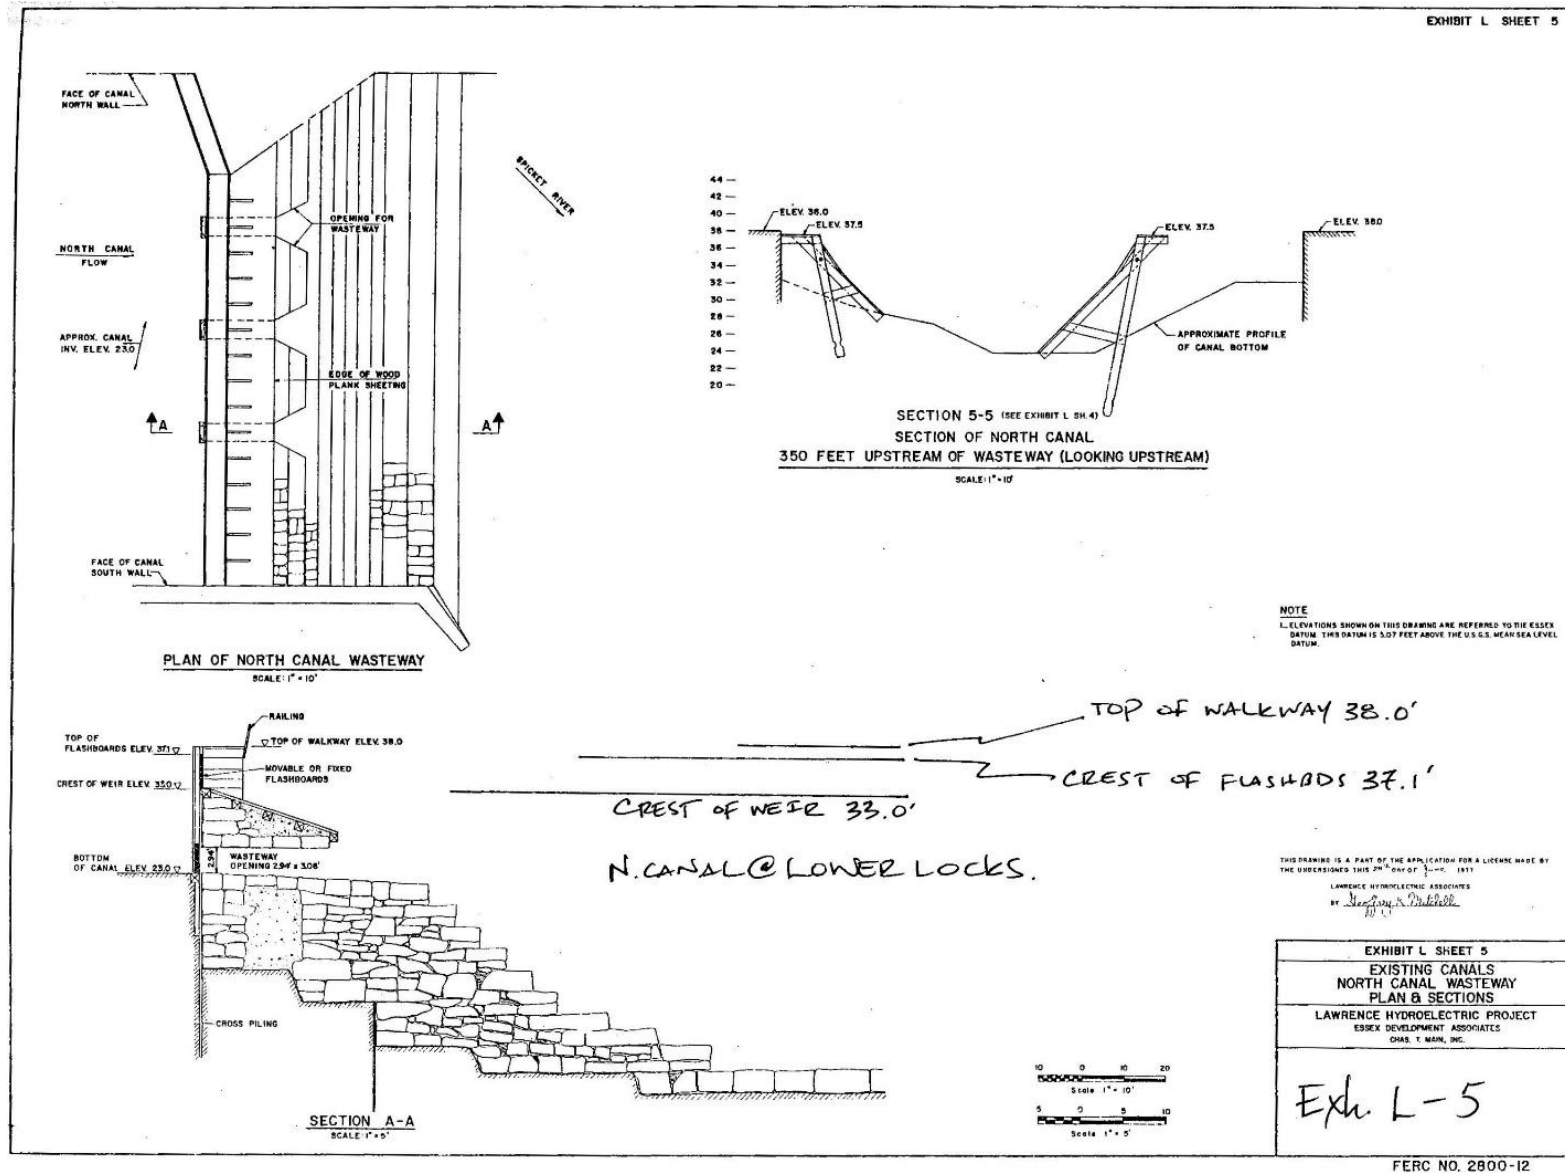 EXHIBIT L SHEET 5
FACE OF CANAL
NORTH WALL
SPICKET RIVER
OPENING FOR
WASTEWAY
NORTH CANAL
FLOW
APPROX. CANAL
INV. ELEV. 23.0
EDGE OF WOOD
PLANK SHEETING
A
A
FACE OF CANAL
SOUTH WALL
PLAN OF NORTH CANAL WASTEWAY
SCALE: 1" = 10'
44
42
40
38
36
34
32
30
28
26
24
22
20
ELEV. 38.0
ELEV. 37.5
ELEV. 37.5
ELEV. 38.0
APPROXIMATE PROFILE
OF CANAL BOTTOM
SECTION 5-5 (SEE EXHIBIT L SH.4)
SECTION OF NORTH CANAL
350 FEET UPSTREAM OF WASTEWAY (LOOKING UPSTREAM)
SCALE: 1" = 10'
NOTE
1. ELEVATIONS SHOWN ON THIS DRAWING ARE REFERRED TO THE ESSEX
DATUM. THIS DATUM IS 5.07 FEET ABOVE THE U.S.G.S. MEAN SEA LEVEL
DATUM.
RAILING
TOP OF
FLASHBOARDS ELEV. 37.1
TOP OF WALKWAY ELEV. 38.0
MOVABLE OR FIXED
FLASHBOARDS
CREST OF WEIR ELEV. 33.0
BOTTOM
OF CANAL ELEV. 23.0
2.94'
WASTEWAY
OPENING 2.94' x 3.06'
CROSS PILING
SECTION A-A
SCALE: 1" = 5'
TOP OF WALKWAY 38.0'
CREST OF FLASHBDS 37.1'
CREST OF WEIR 33.0'
N. CANAL @ LOWER LOCKS.
10 0 10 20
Scale 1" = 10'
5 0 5 10
Scale 1" = 5'
THIS DRAWING IS A PART OF THE APPLICATION FOR A LICENSE MADE BY
THE UNDERSIGNED THIS DAY OF 1977
LAWRENCE HYDROELECTRIC ASSOCIATES
BY
EXHIBIT L SHEET 5
EXISTING CANALS
NORTH CANAL WASTEWAY
PLAN & SECTIONS
LAWRENCE HYDROELECTRIC PROJECT
ESSEX DEVELOPMENT ASSOCIATES
CHAS. T. MAIN, INC.
Exh. L-5
FERC NO. 2800-12